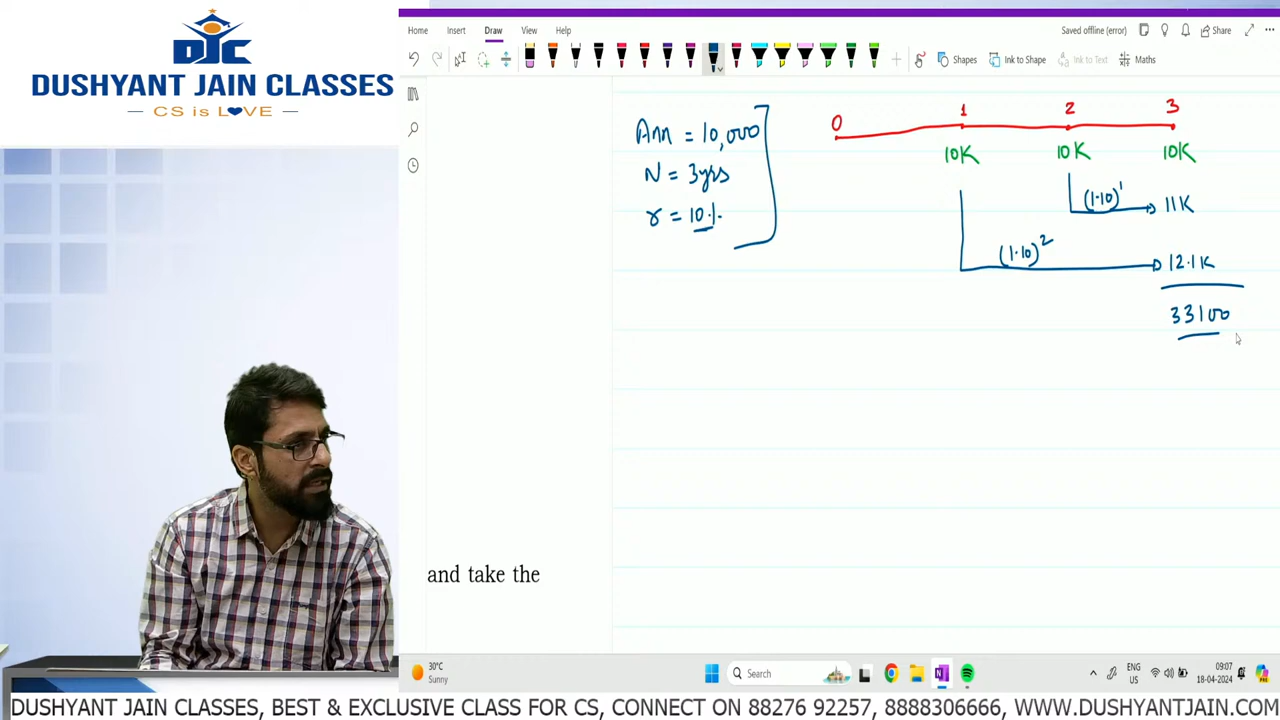 DJC
DUSHYANT JAIN CLASSES
CS is LOVE
Home Insert Draw View Help
Saved offline (error) Share
Shapes Ink to Shape Ink to Text Maths
Ann = 10,000
N = 3yrs
r = 10%
0 1 2 3
10K 10K 10K
(1.10)¹ 11K
(1.10)² 12.1K
33100
and take the
30°C
Sunny
Search
ENG
UC
09:07
18-04-2024
DUSHYANT JAIN CLASSES, BEST & EXCLUSIVE CLASS FOR CS, CONNECT ON 88276 92257, 8888306666, WWW.DUSHYANTJAIN.COM